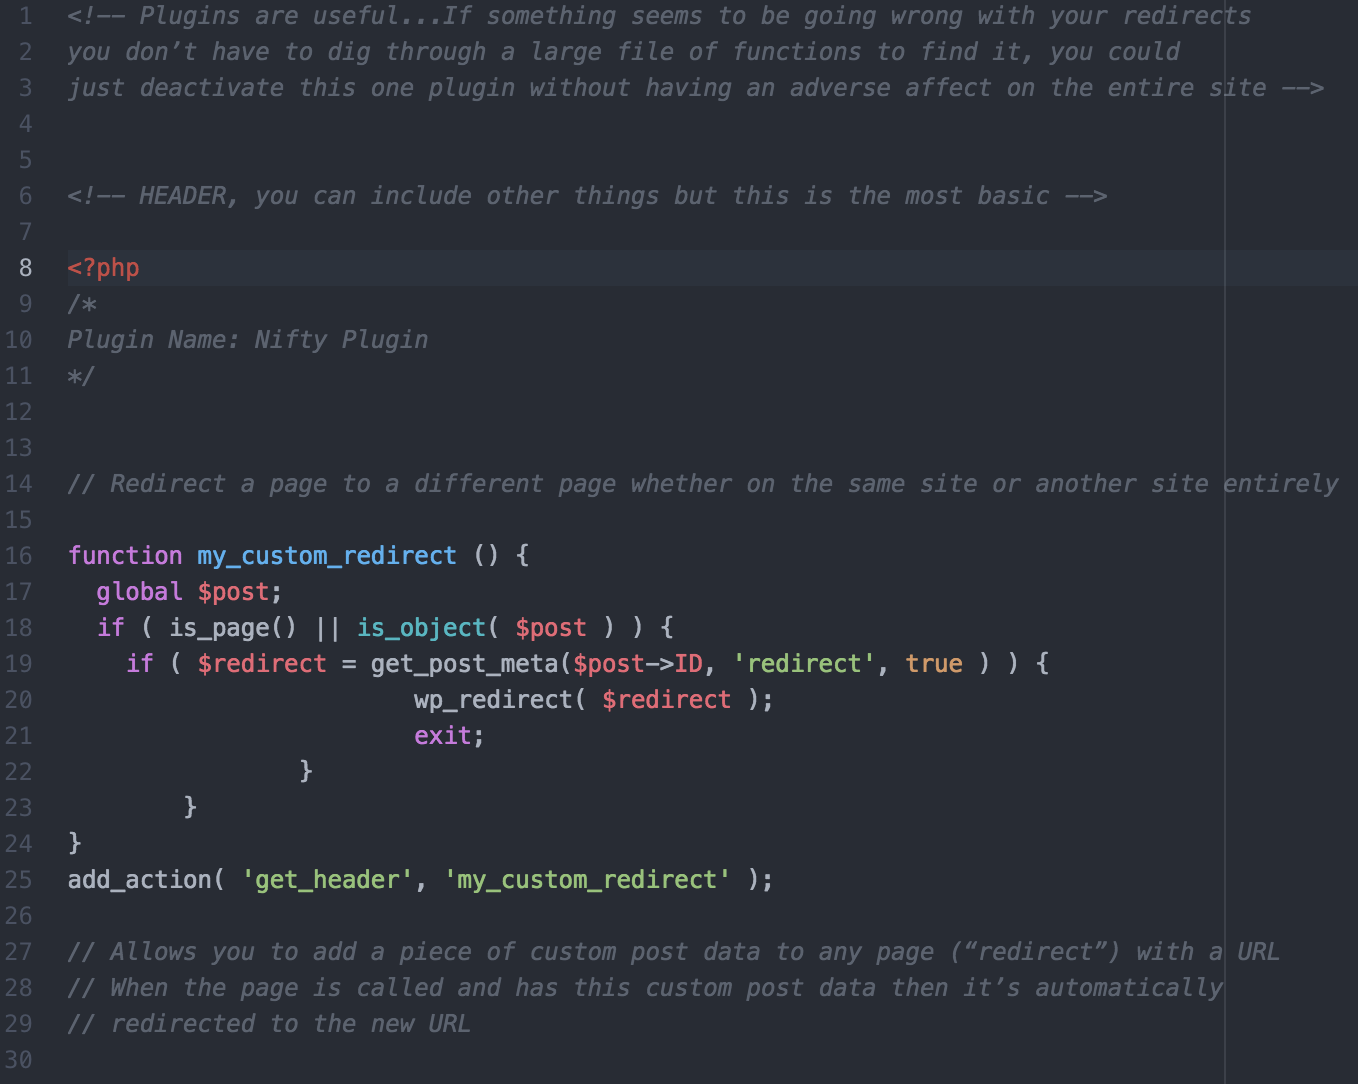 1 <!-- Plugins are useful...If something seems to be going wrong with your redirects
2 you don’t have to dig through a large file of functions to find it, you could
3 just deactivate this one plugin without having an adverse affect on the entire site -->
4
5
6 <!-- HEADER, you can include other things but this is the most basic -->
7
8 <?php
9 /*
10 Plugin Name: Nifty Plugin
11 */
12
13
14 // Redirect a page to a different page whether on the same site or another site entirely
15
16 function my_custom_redirect () {
17   global $post;
18   if ( is_page() || is_object( $post ) ) {
19     if ( $redirect = get_post_meta($post->ID, 'redirect', true ) ) {
20                         wp_redirect( $redirect );
21                         exit;
22                 }
23         }
24 }
25 add_action( 'get_header', 'my_custom_redirect' );
26
27 // Allows you to add a piece of custom post data to any page (“redirect”) with a URL
28 // When the page is called and has this custom post data then it’s automatically
29 // redirected to the new URL
30